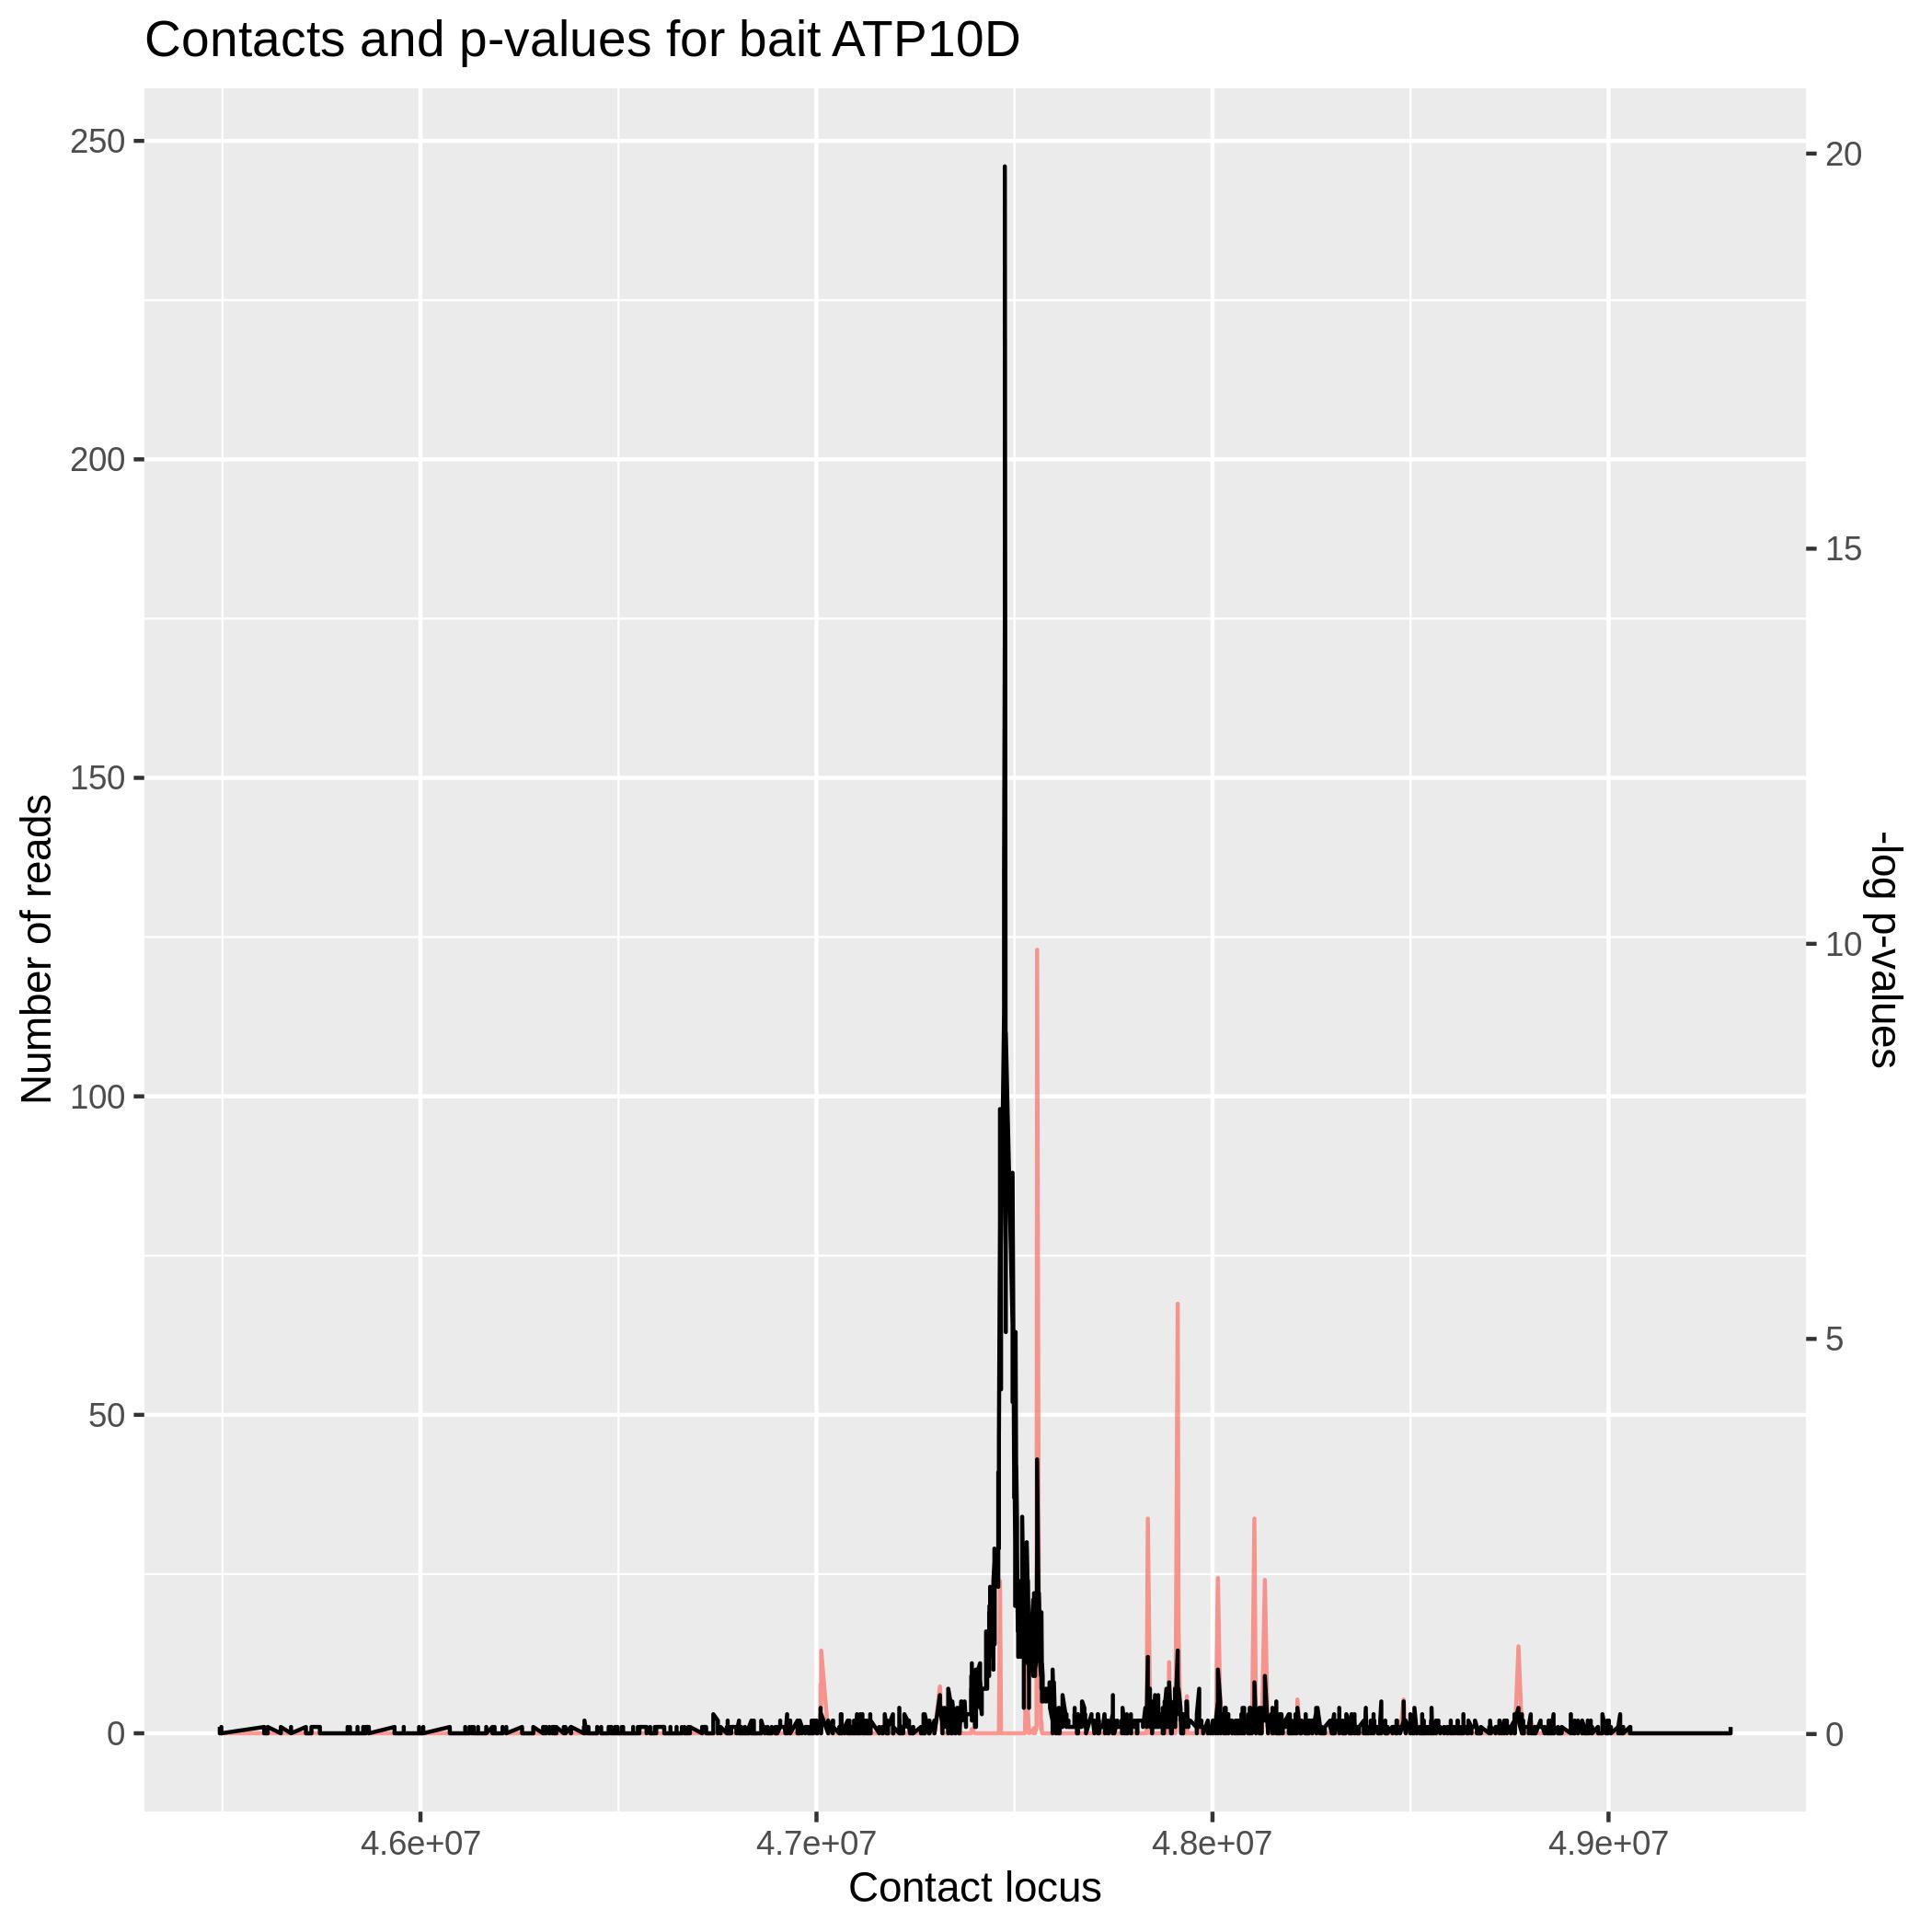 Contacts and p-values for bait ATP10D
Number of reads
250
200
150
100
50
0
20
15
10
5
0
-log p-values
4.6e+07
4.7e+07
4.8e+07
4.9e+07
Contact locus